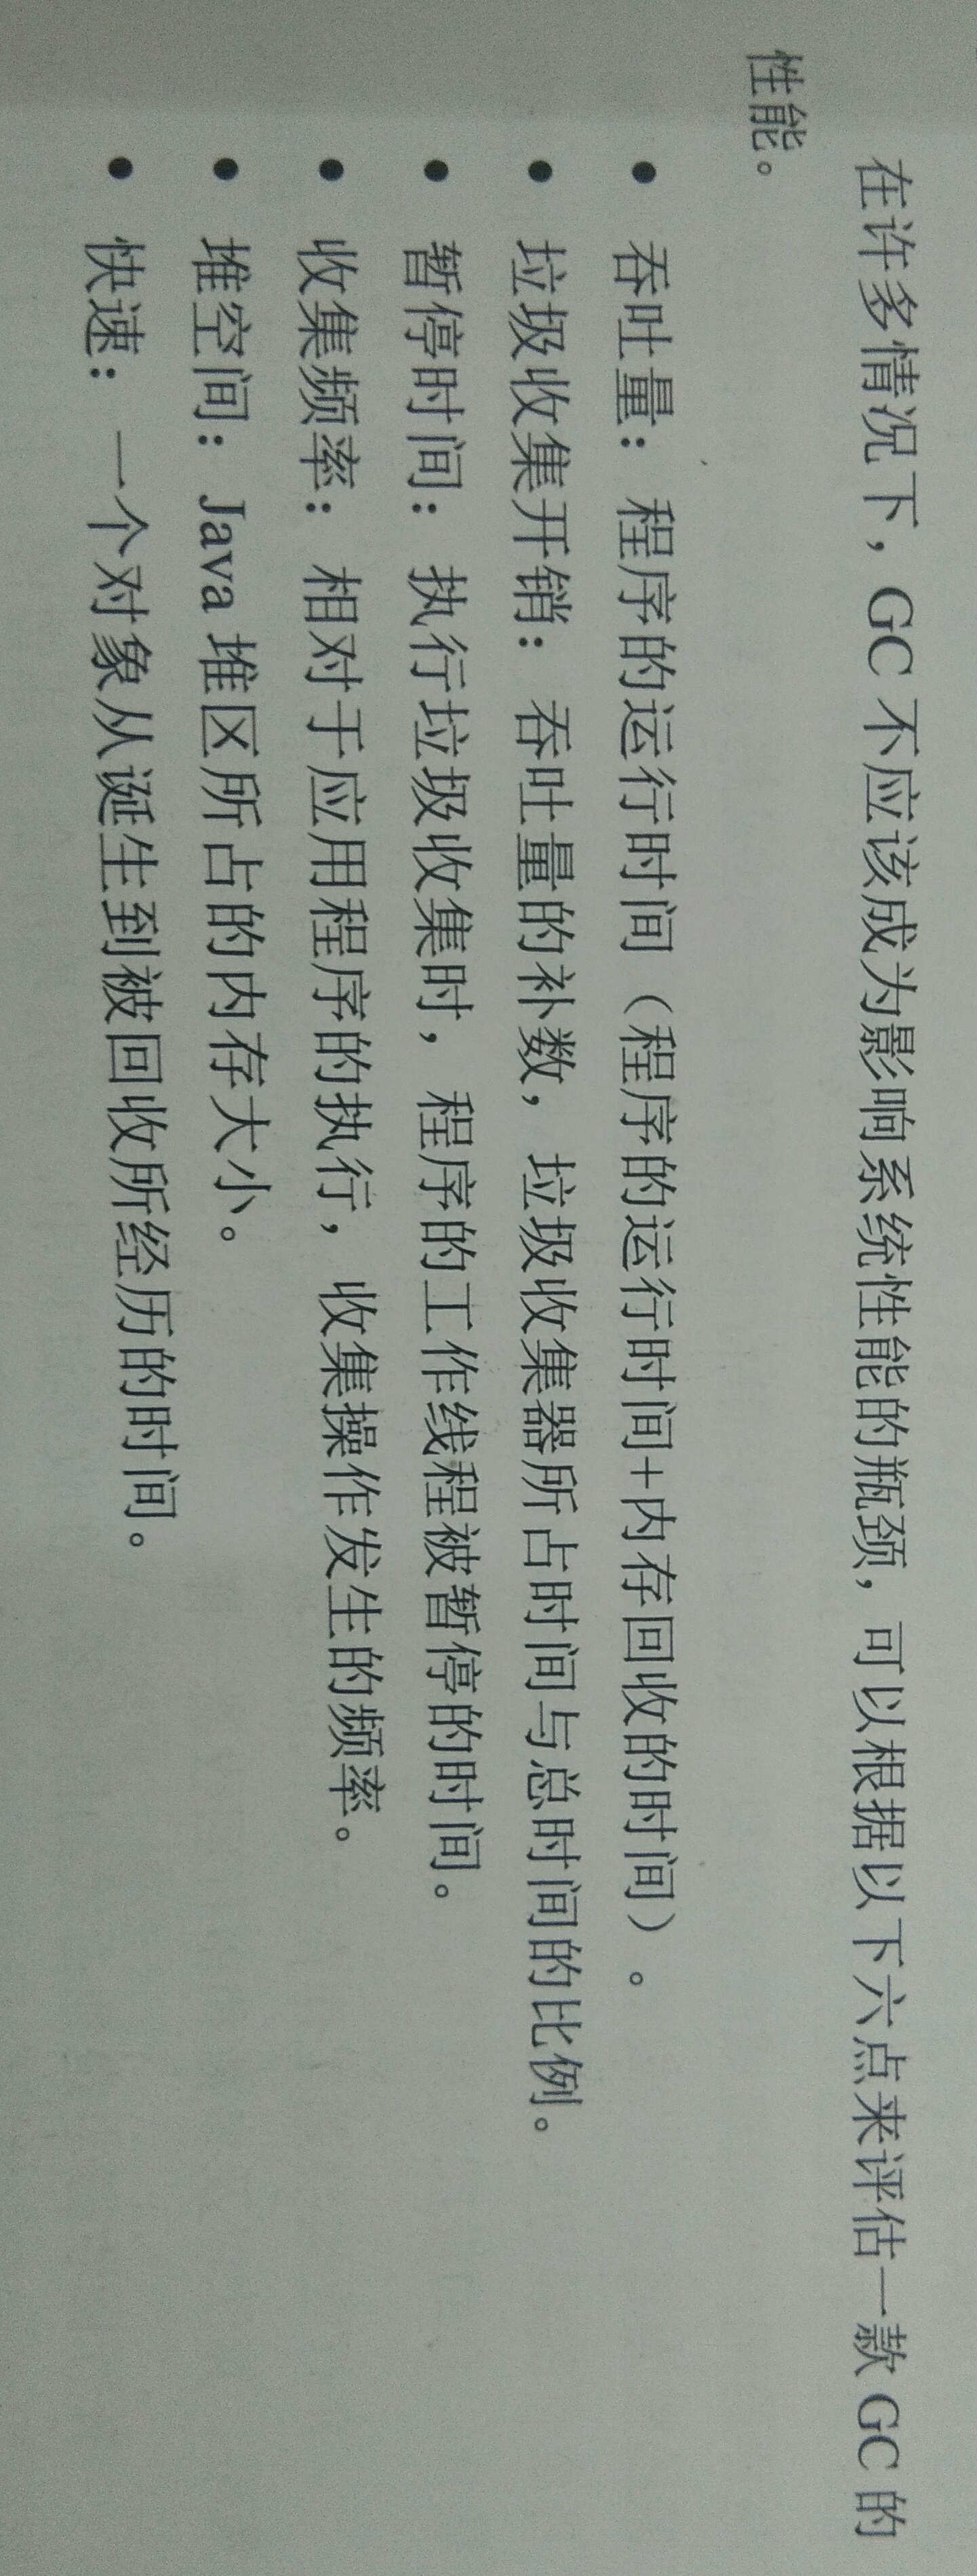 在许多情况下，GC 不应该成为影响系统性能的瓶颈，可以根据以下六点来评估一款 GC 的
性能。
• 吞吐量：程序的运行时间（程序的运行时间+内存回收的时间）。
• 垃圾收集开销：吞吐量的补数，垃圾收集器所占时间与总时间的比例。
• 暂停时间：执行垃圾收集时，程序的工作线程被暂停的时间。
• 收集频率：相对于应用程序的执行，收集操作发生的频率。
• 堆空间：Java 堆区所占的内存大小。
• 快速：一个对象从诞生到被回收所经历的时间。